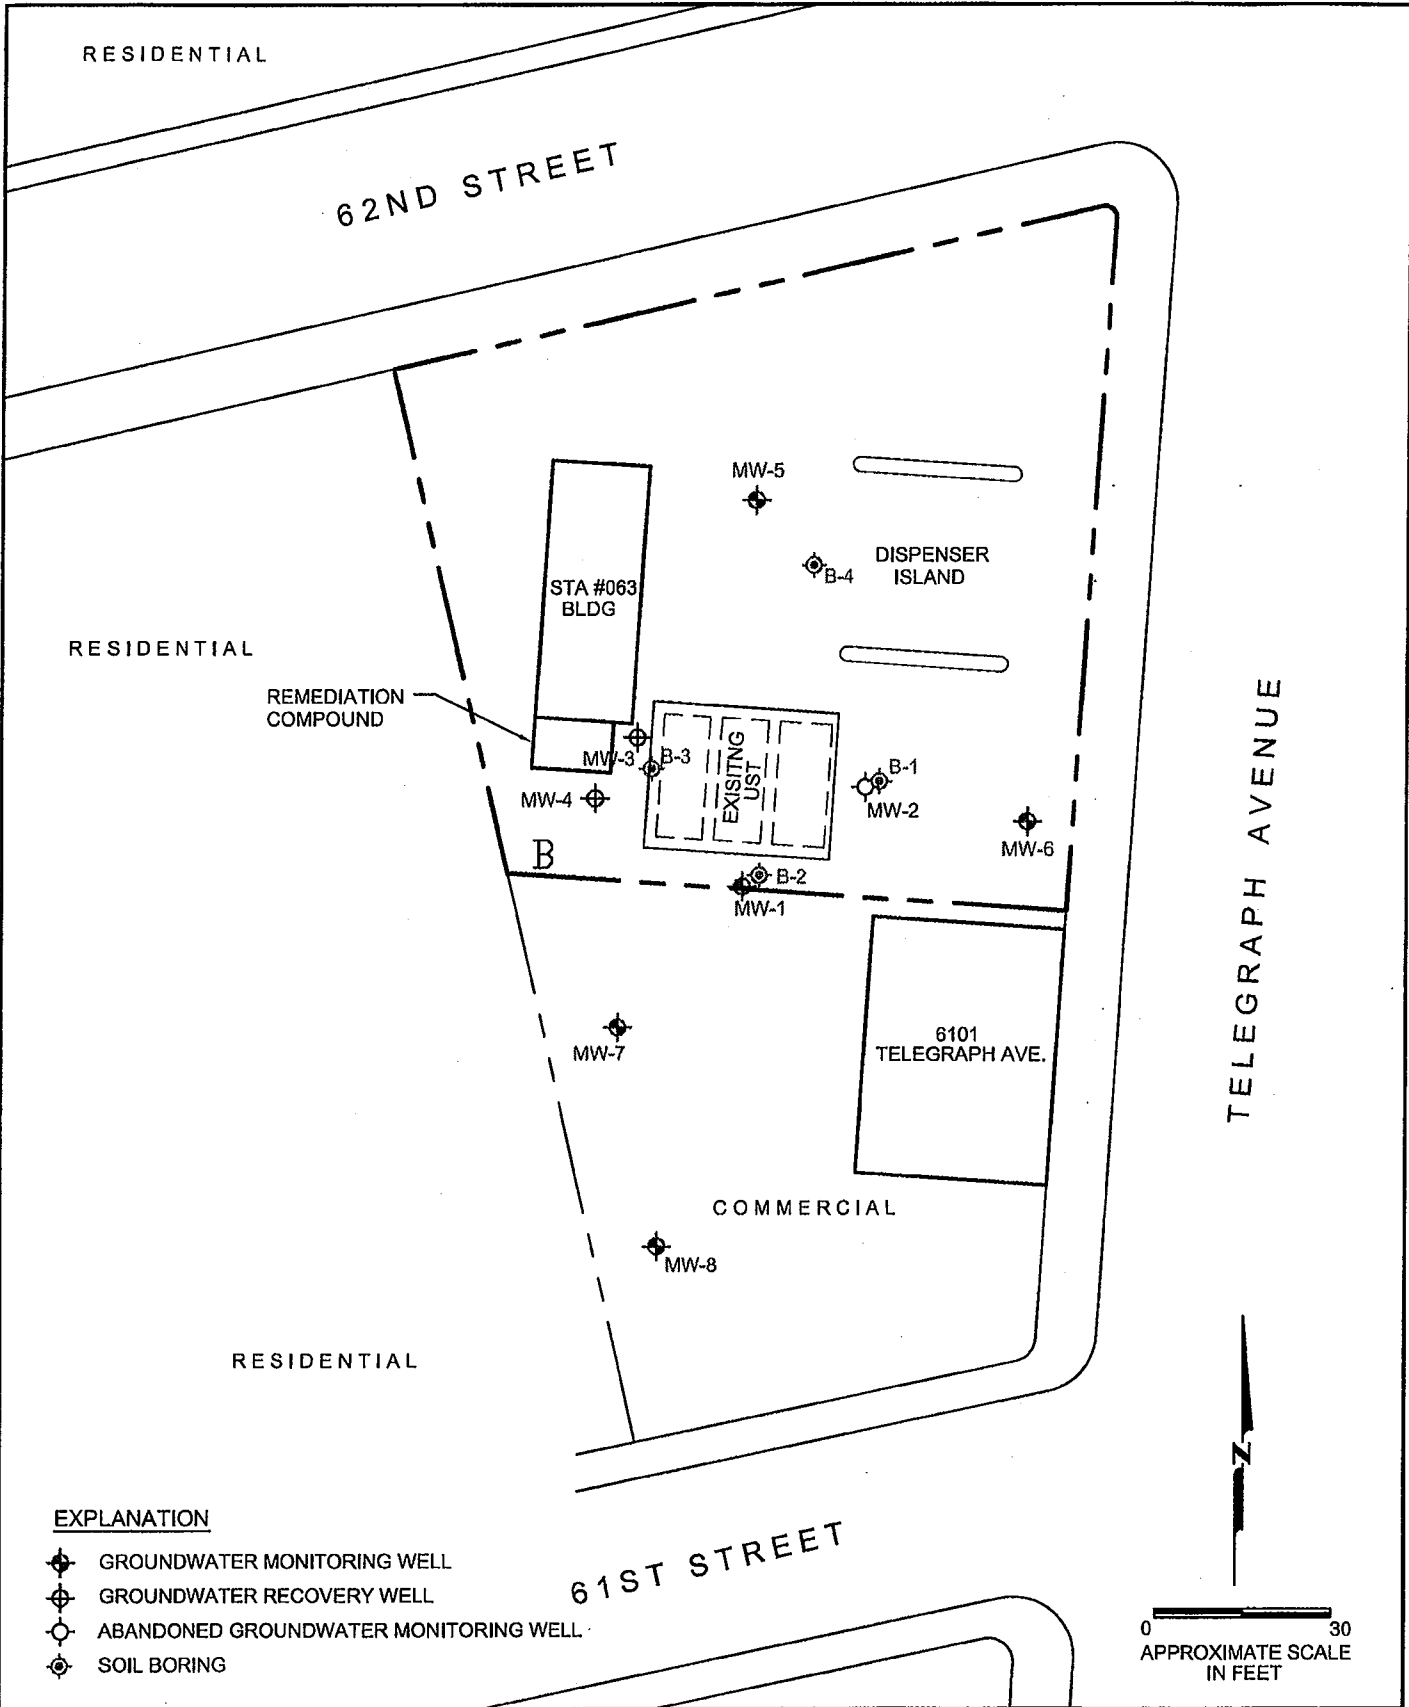 RESIDENTIAL
62ND STREET
MW-5
DISPENSER
ISLAND
B-4
STA #063
BLDG
RESIDENTIAL
REMEDIATION
COMPOUND
MW-3
B-3
EXISITNG
UST
B-1
MW-2
MW-4
MW-6
B
B-2
MW-1
TELEGRAPH AVENUE
6101
TELEGRAPH AVE.
MW-7
COMMERCIAL
MW-8
RESIDENTIAL
N
EXPLANATION
GROUNDWATER MONITORING WELL
GROUNDWATER RECOVERY WELL
ABANDONED GROUNDWATER MONITORING WELL
SOIL BORING
61ST STREET
0 30
APPROXIMATE SCALE
IN FEET